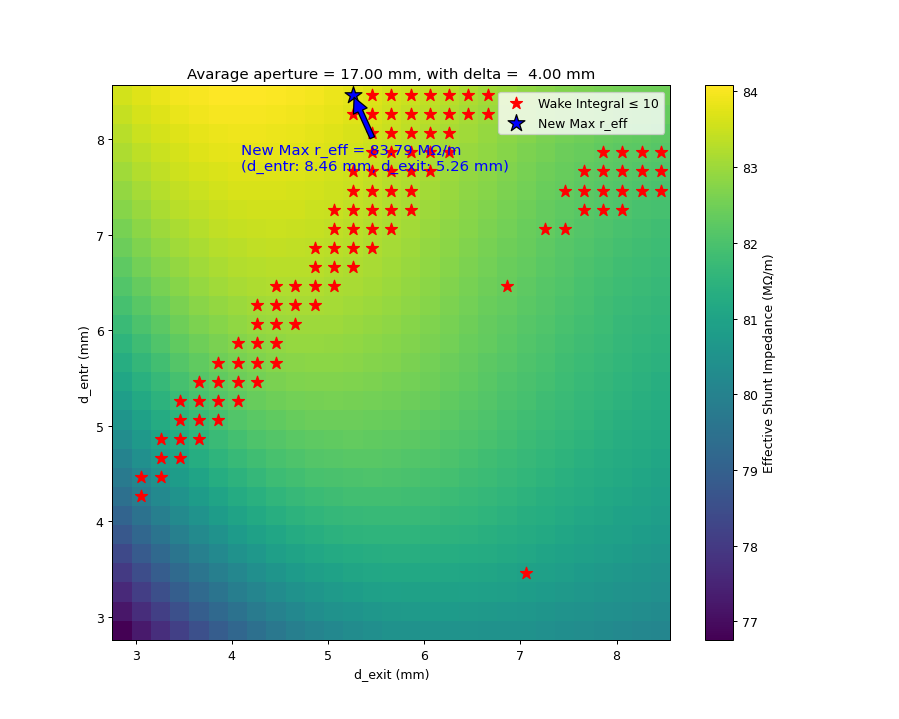 Avarage aperture = 17.00 mm, with delta =  4.00 mm
Wake Integral ≤ 10
New Max r_eff
New Max r_eff = 83.79 MΩ/m
(d_entr: 8.46 mm, d_exit: 5.26 mm)
d_entr (mm)
8
7
6
5
4
3
3 4 5 6 7 8
d_exit (mm)
84
83
82
81
80
79
78
77
Effective Shunt Impedance (MΩ/m)